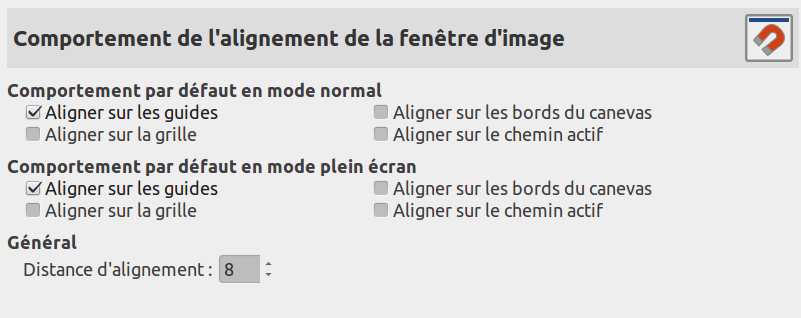 Comportement de l'alignement de la fenêtre d'image
Comportement par défaut en mode normal
Aligner sur les guides Aligner sur les bords du canevas
Aligner sur la grille Aligner sur le chemin actif
Comportement par défaut en mode plein écran
Aligner sur les guides Aligner sur les bords du canevas
Aligner sur la grille Aligner sur le chemin actif
Général
Distance d'alignement : 8